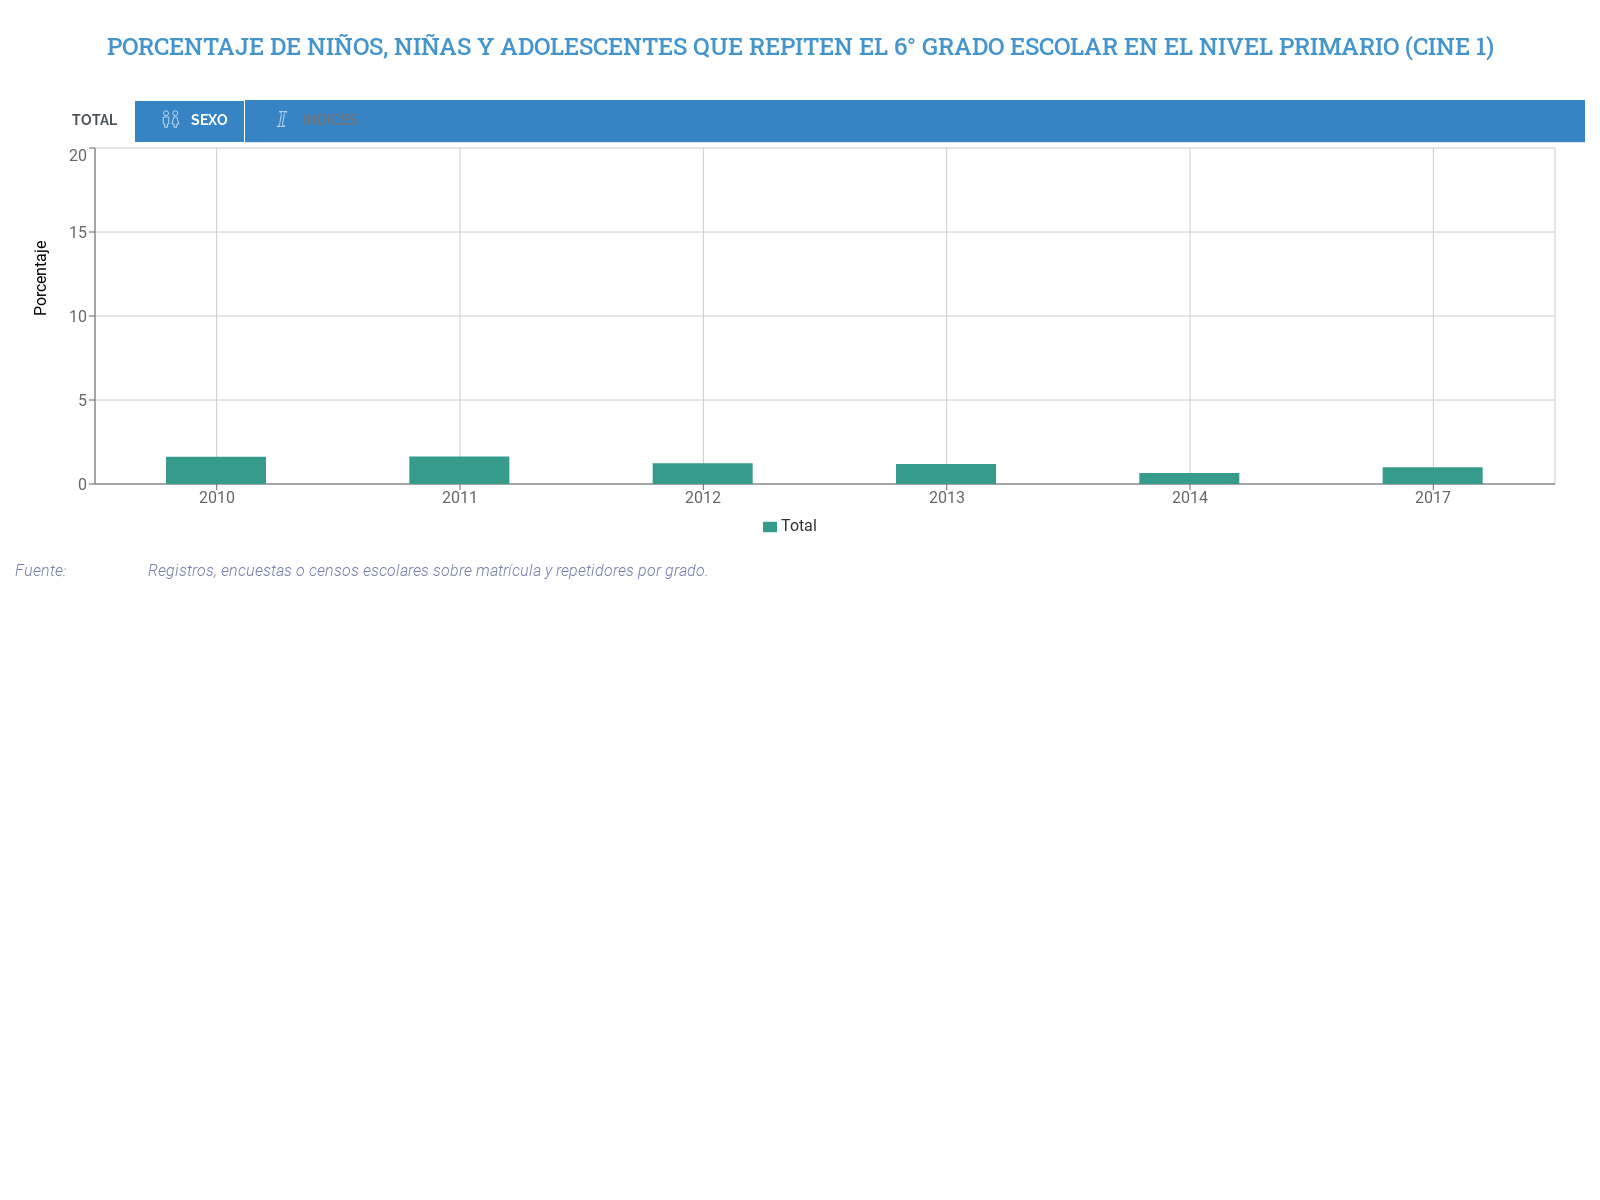 PORCENTAJE DE NIÑOS, NIÑAS Y ADOLESCENTES QUE REPITEN EL 6° GRADO ESCOLAR EN EL NIVEL PRIMARIO (CINE 1)
TOTAL SEXO INDICES
20
15
10
5
0
Porcentaje
2010 2011 2012 2013 2014 2017
Total
Fuente: Registros, encuestas o censos escolares sobre matrícula y repetidores por grado.